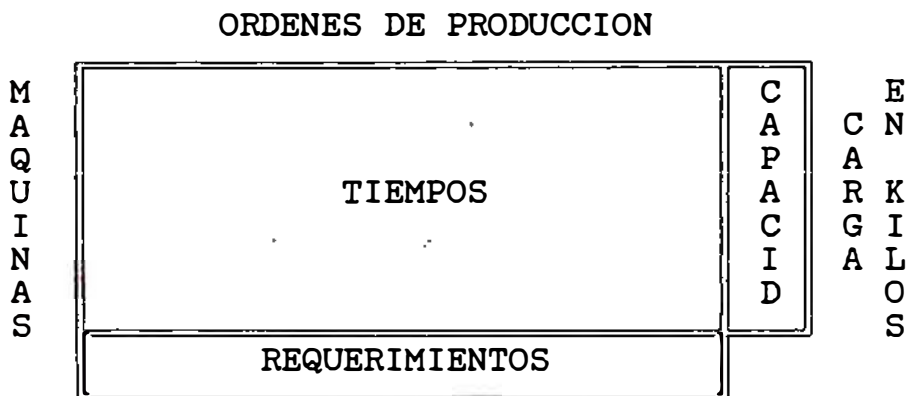 ORDENES DE PRODUCCION
MAQUINAS
TIEMPOS
CAPACID
CARGA
EN KILOS
REQUERIMIENTOS